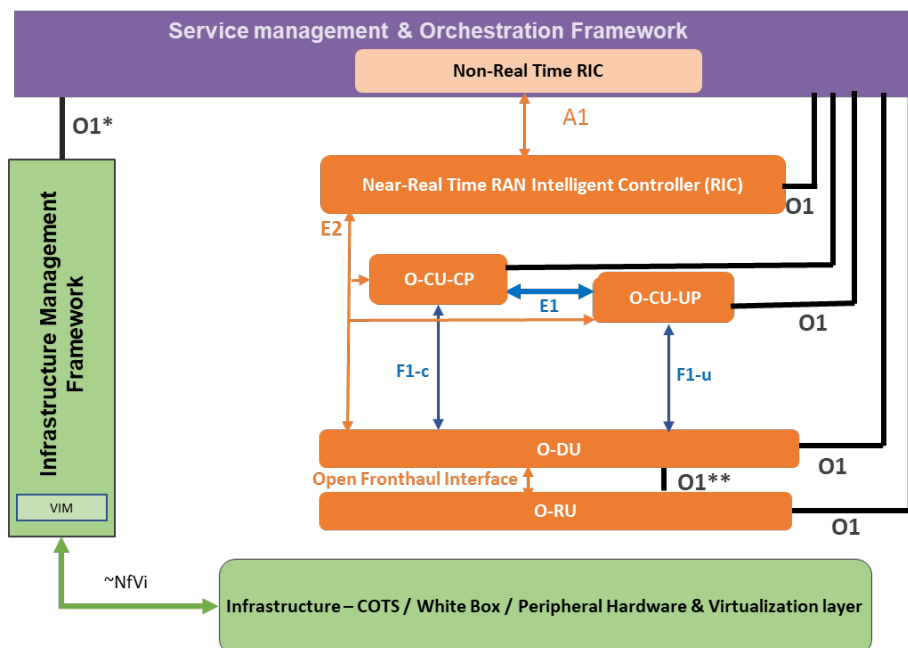 Service management & Orchestration Framework
Non-Real Time RIC
O1*
A1
Near-Real Time RAN Intelligent Controller (RIC)
O1
E2
O-CU-CP
O-CU-UP
E1
O1
Infrastructure Management
Framework
F1-c
F1-u
O-DU
O1
Open Fronthaul Interface
O1**
VIM
O-RU
O1
~NfVi
Infrastructure – COTS / White Box / Peripheral Hardware & Virtualization layer